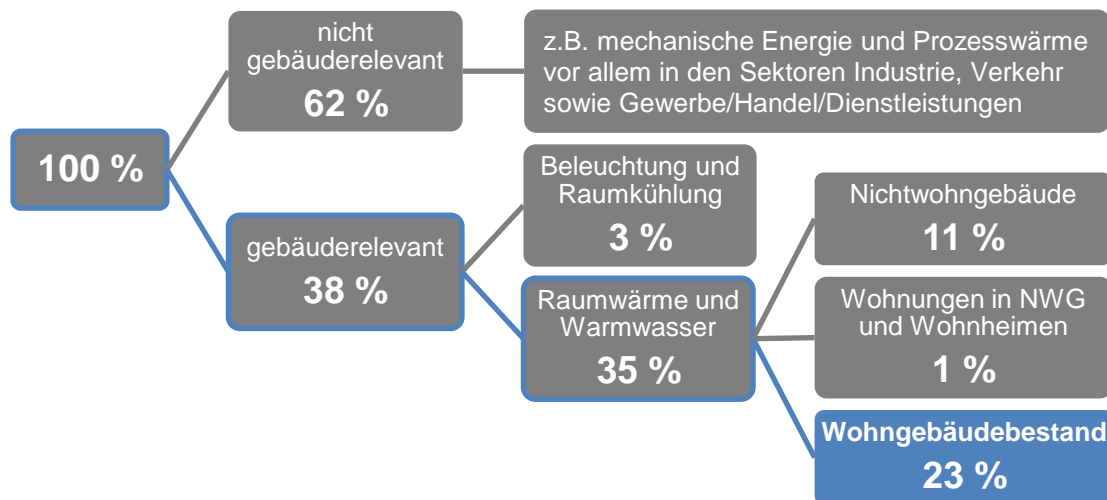 100 %
nicht
gebäuderelevant
62 %
z.B. mechanische Energie und Prozesswärme
vor allem in den Sektoren Industrie, Verkehr
sowie Gewerbe/Handel/Dienstleistungen
gebäuderelevant
38 %
Beleuchtung und
Raumkühlung
3 %
Raumwärme und
Warmwasser
35 %
Nichtwohngebäude
11 %
Wohnungen in NWG
und Wohnheimen
1 %
Wohngebäudebestand
23 %